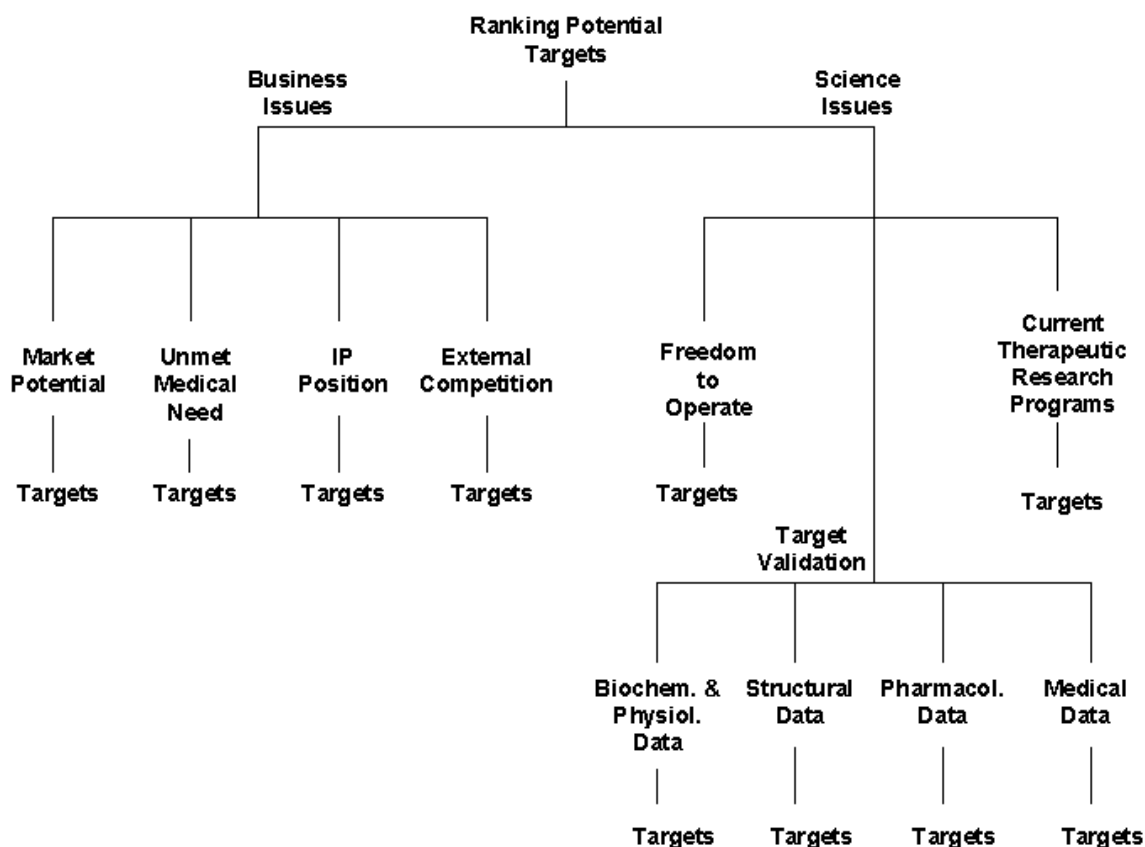 Ranking Potential
Targets
Business
Issues
Science
Issues
Market
Potential
Unmet
Medical
Need
IP
Position
External
Competition
Freedom
to
Operate
Current
Therapeutic
Research
Programs
Targets
Targets
Targets
Targets
Targets
Targets
Target
Validation
Biochem. &
Physiol.
Data
Structural
Data
Pharmacol.
Data
Medical
Data
Targets
Targets
Targets
Targets